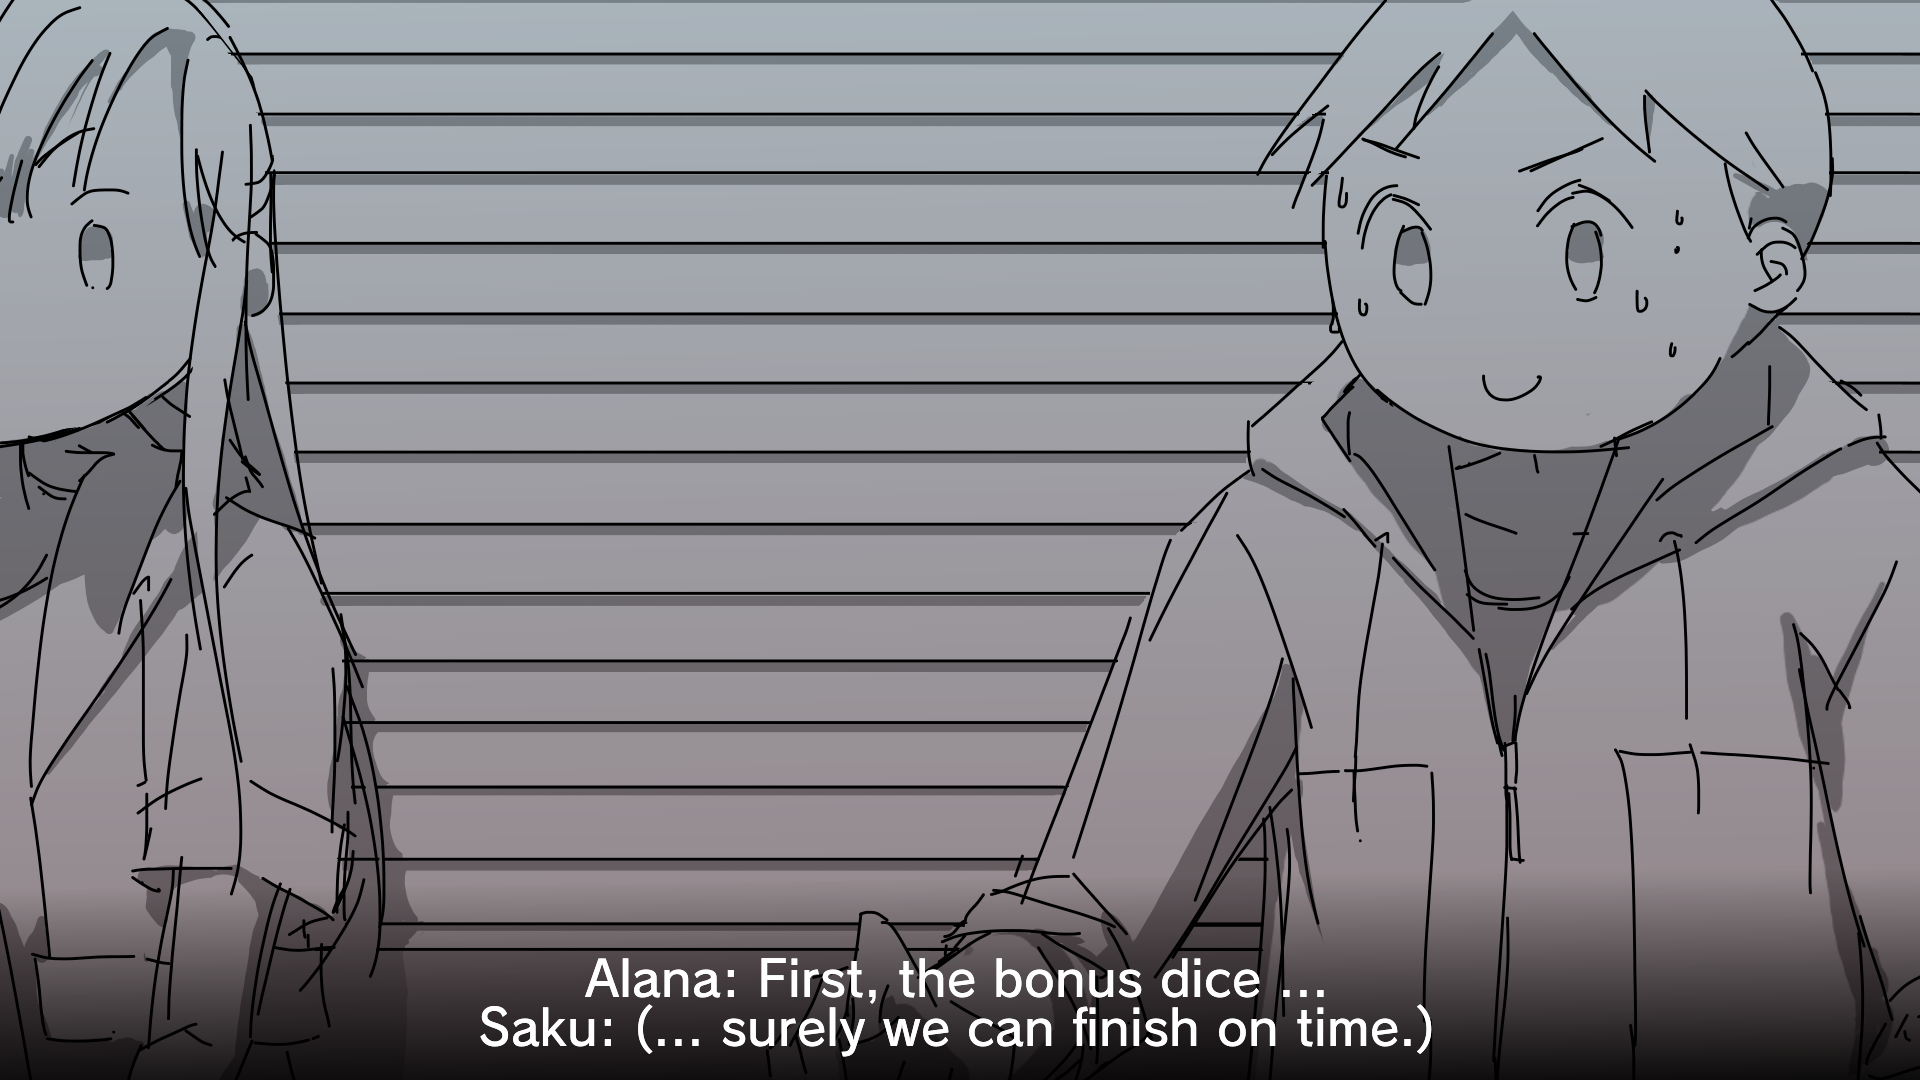 Alana: First, the bonus dice ...
Saku: (... surely we can finish on time.)